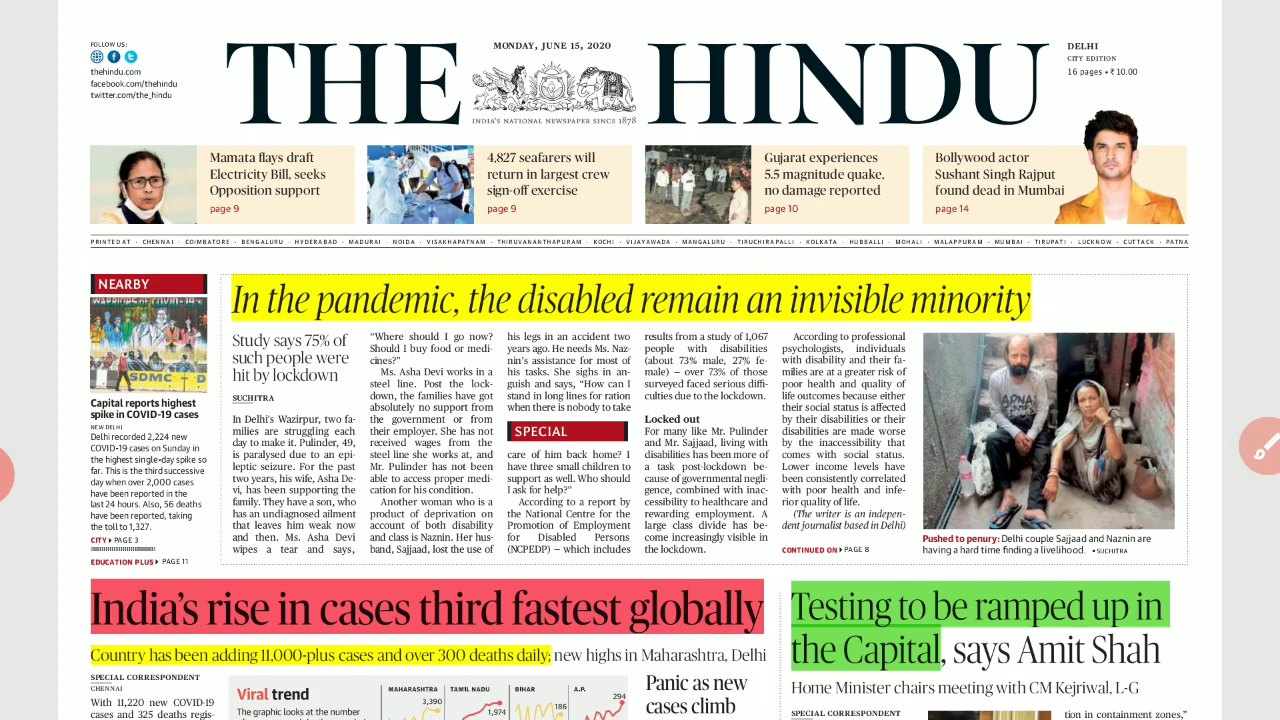 FOLLOW US:
thehindu.com
facebook.com/thehindu
twitter.com/the_hindu
THE HINDU
MONDAY, JUNE 15, 2020
INDIA'S NATIONAL NEWSPAPER SINCE 1878
DELHI
CITY EDITION
16 pages • ₹10.00
Mamata flays draft
Electricity Bill, seeks
Opposition support
page 9
4,827 seafarers will
return in largest crew
sign-off exercise
page 9
Gujarat experiences
5.5 magnitude quake,
no damage reported
page 10
Bollywood actor
Sushant Singh Rajput
found dead in Mumbai
page 14
PRINTED AT · CHENNAI · COIMBATORE · BENGALURU · HYDERABAD · MADURAI · NOIDA · VISAKHAPATNAM · THIRUVANANTHAPURAM · KOCHI · VIJAYAWADA · MANGALURU · TIRUCHIRAPALLI · KOLKATA · HUBBALLI · MOHALI · MALAPPURAM · MUMBAI · TIRUPATI · LUCKNOW · CUTTACK · PATNA
NEARBY
SDMC
Capital reports highest
spike in COVID-19 cases
NEW DELHI
Delhi recorded 2,224 new
COVID-19 cases on Sunday in
the highest single-day spike so
far. This is the third successive
day when over 2,000 cases
have been reported in the
last 24 hours. Also, 56 deaths
have been reported, taking
the toll to 1,327.
CITY PAGE 3
EDUCATION PLUS PAGE 11
In the pandemic, the disabled remain an invisible minority
Study says 75% of
such people were
hit by lockdown
SUCHITRA
In Delhi's Wazirpur, two fa-
milies are struggling each
day to make it. Pulinder, 49,
is paralysed due to an epi-
leptic seizure. For the past
two years, his wife, Asha De-
vi, has been supporting the
family. They have a son, who
has an undiagnosed ailment
that leaves him weak now
and then. Ms. Asha Devi
wipes a tear and says,
“Where should I go now?
Should I buy food or medi-
cines?”
Ms. Asha Devi works in a
steel line. Post the lock-
down, the families have got
absolutely no support from
the government or from
their employer. She has not
received wages from the
steel line she works at, and
Mr. Pulinder has not been
able to access proper medi-
cation for his condition.
Another woman who is a
product of deprivation on
account of both disability
and class is Naznin. Her hus-
band, Sajjaad, lost the use of
his legs in an accident two
years ago. He needs Ms. Naz-
nin's assistance for most of
his tasks. She sighs in an-
guish and says, “How can I
stand in long lines for ration
when there is nobody to take
SPECIAL
care of him back home? I
have three small children to
support as well. Who should
I ask for help?”
According to a report by
the National Centre for the
Promotion of Employment
for Disabled Persons
(NCPEDP) – which includes
results from a study of 1,067
people with disabilities
(about 73% male, 27% fe-
male) – over 73% of those
surveyed faced serious diffi-
culties due to the lockdown.
Locked out
For many like Mr. Pulinder
and Mr. Sajjaad, living with
disabilities has been more of
a task post-lockdown be-
cause of governmental negli-
gence, combined with inac-
cessibility to healthcare and
rewarding employment. A
large class divide has be-
come increasingly visible in
the lockdown.
According to professional
psychologists, individuals
with disability and their fa-
milies are at a greater risk of
poor health and quality of
life outcomes because either
their social status is affected
by their disabilities or their
disabilities are made worse
by the inaccessibility that
comes with social status.
Lower income levels have
been consistently correlated
with poor health and infe-
rior quality of life.
(The writer is an indepen-
dent journalist based in Delhi)
CONTINUED ON PAGE 8
Pushed to penury: Delhi couple Sajjaad and Naznin are
having a hard time finding a livelihood. • SUCHITRA
India's rise in cases third fastest globally
Country has been adding 11,000-plus cases and over 300 deaths daily; new highs in Maharashtra, Delhi
SPECIAL CORRESPONDENT
CHENNAI
With 11,220 new COVID-19
cases and 325 deaths regis-
Viral trend
The graphic looks at the number
MAHARASHTRA
3,390
TAMIL NADU
1,974
BIHAR
186
A.P.
294
Panic as new
cases climb
Testing to be ramped up in
the Capital, says Amit Shah
Home Minister chairs meeting with CM Kejriwal, L-G
SPECIAL CORRESPONDENT
tion in containment zones,”